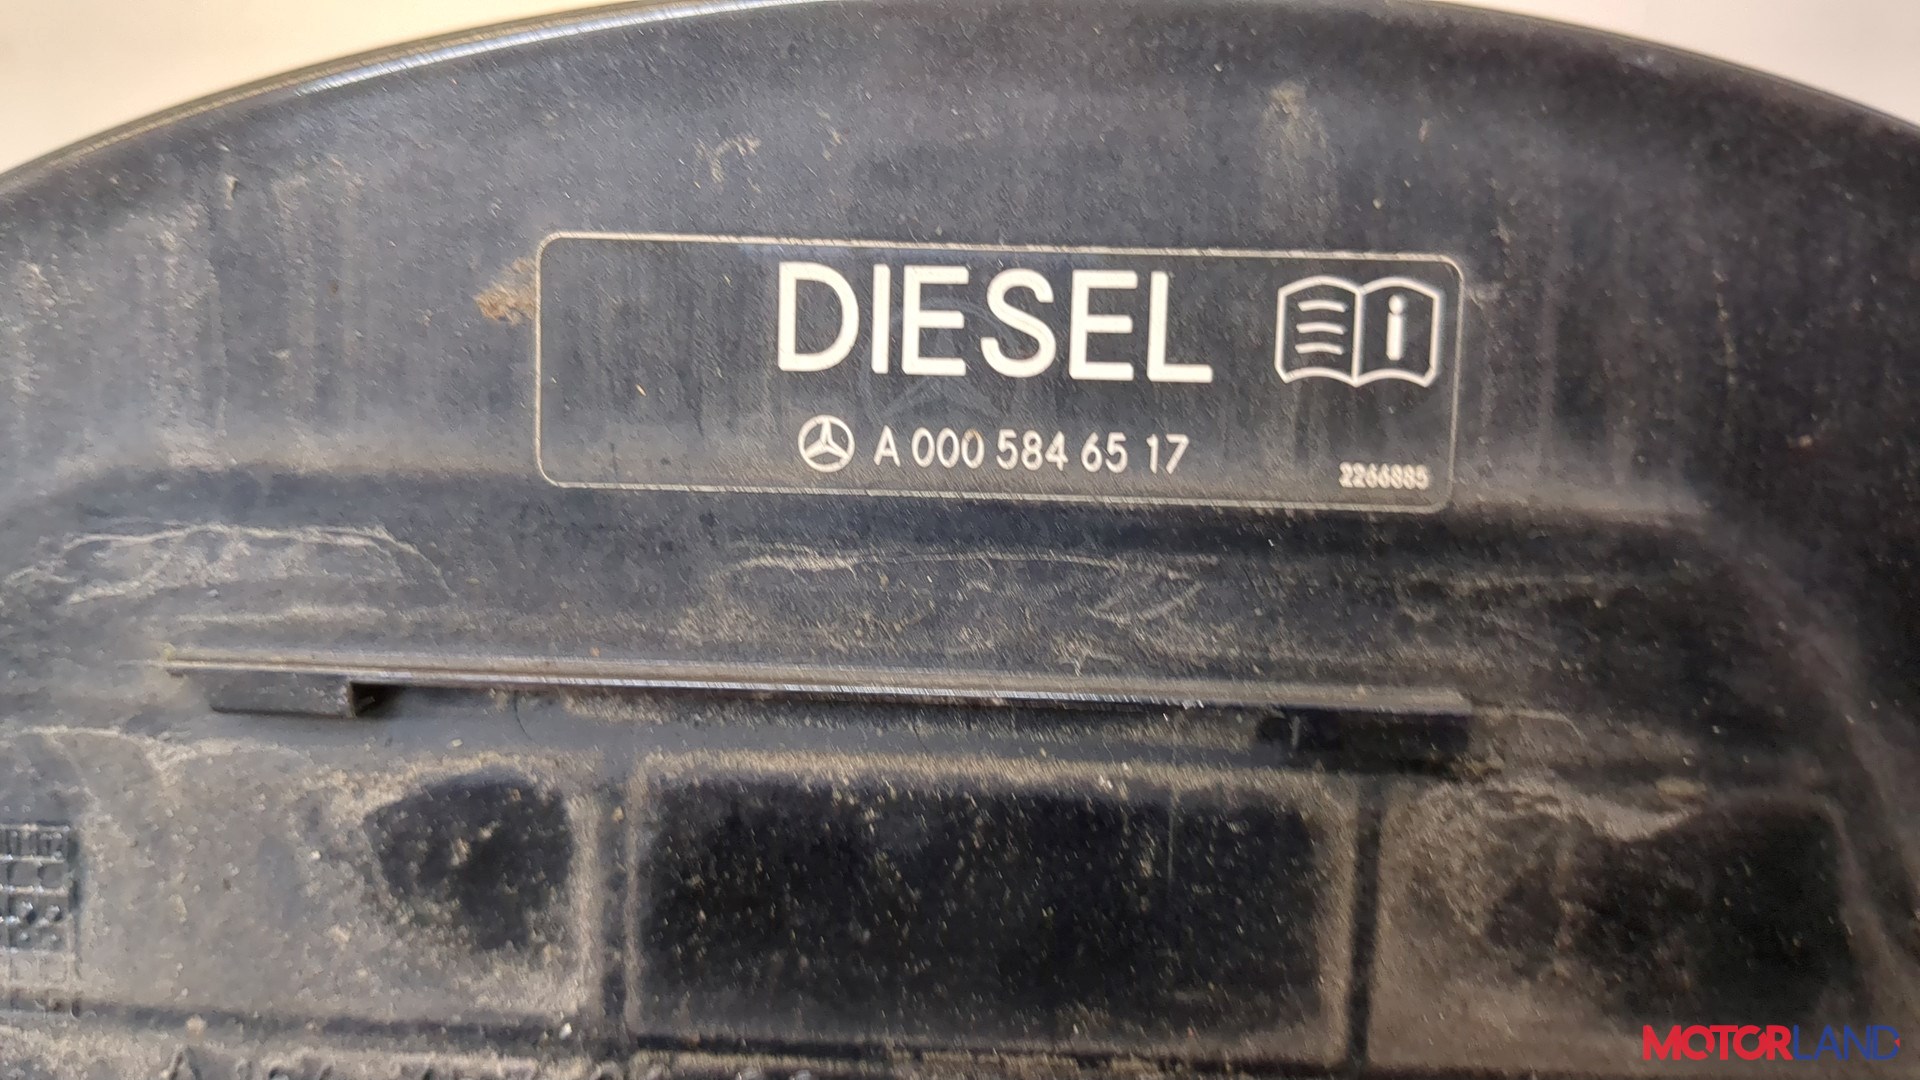 DIESEL
A 000 584 65 17
2266885
MOTORLAND